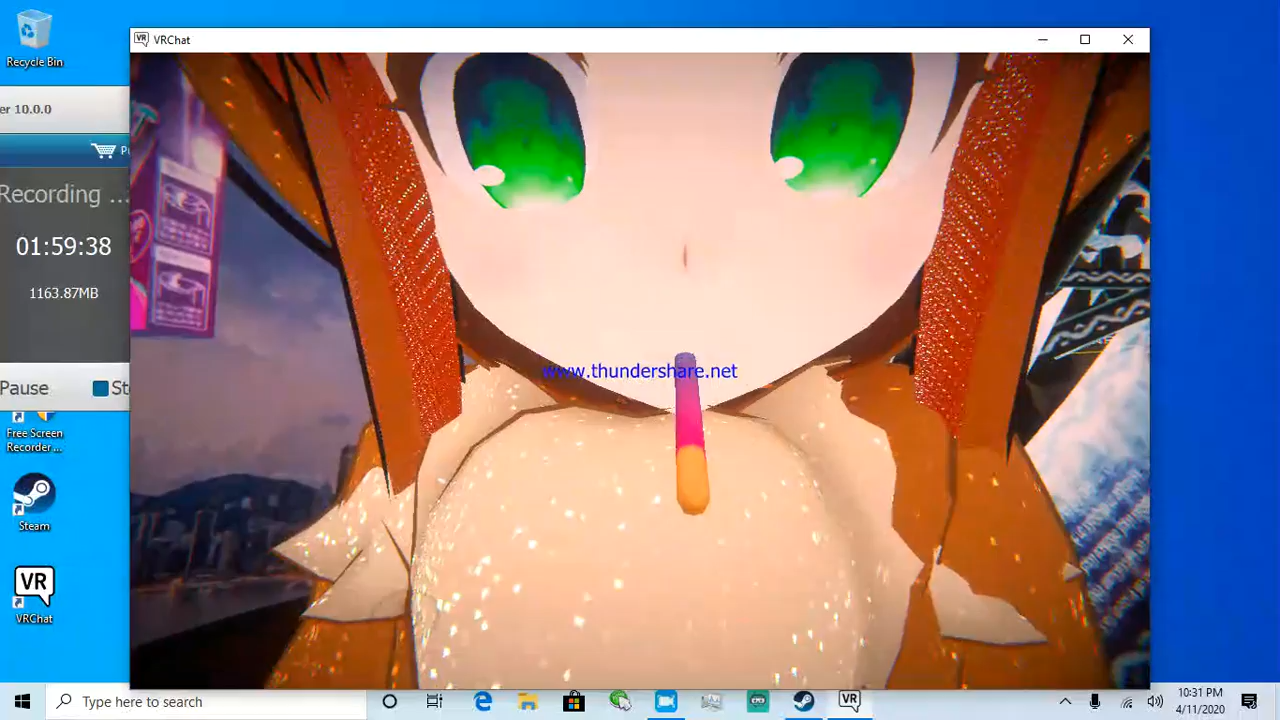 Recycle Bin
VRChat
er 10.0.0
Recording ...
01:59:38
1163.87MB
Pause
St
www.thundershare.net
Free Screen
Recorder ...
Steam
VR
VRChat
Type here to search
VR
10:31 PM
4/11/2020